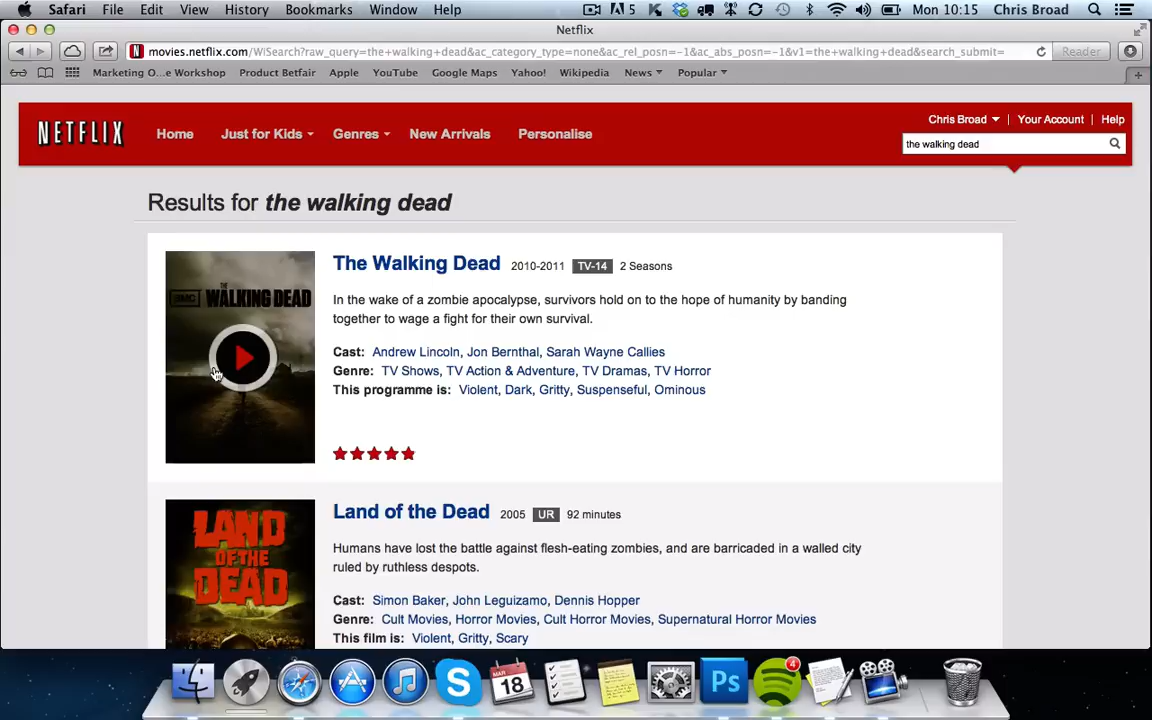 Safari File Edit View History Bookmarks Window Help 5 Mon 10:15 Chris Broad
Netflix
movies.netflix.com/WiSearch?raw_query=the+walking+dead&ac_category_type=none&ac_rel_posn=-1&ac_abs_posn=-1&v1=the+walking+dead&search_submit= Reader
Marketing O...e Workshop Product Betfair Apple YouTube Google Maps Yahoo! Wikipedia News Popular
Chris Broad | Your Account | Help
NETFLIX Home Just for Kids Genres New Arrivals Personalise
the walking dead
Results for the walking dead
The Walking Dead 2010-2011 TV-14 2 Seasons
AMC THE WALKING DEAD
In the wake of a zombie apocalypse, survivors hold on to the hope of humanity by banding
together to wage a fight for their own survival.
Cast: Andrew Lincoln, Jon Bernthal, Sarah Wayne Callies
Genre: TV Shows, TV Action & Adventure, TV Dramas, TV Horror
This programme is: Violent, Dark, Gritty, Suspenseful, Ominous
Land of the Dead 2005 UR 92 minutes
LAND OF THE DEAD
Humans have lost the battle against flesh-eating zombies, and are barricaded in a walled city
ruled by ruthless despots.
Cast: Simon Baker, John Leguizamo, Dennis Hopper
Genre: Cult Movies, Horror Movies, Cult Horror Movies, Supernatural Horror Movies
This film is: Violent, Gritty, Scary
MAR
18
Ps
4